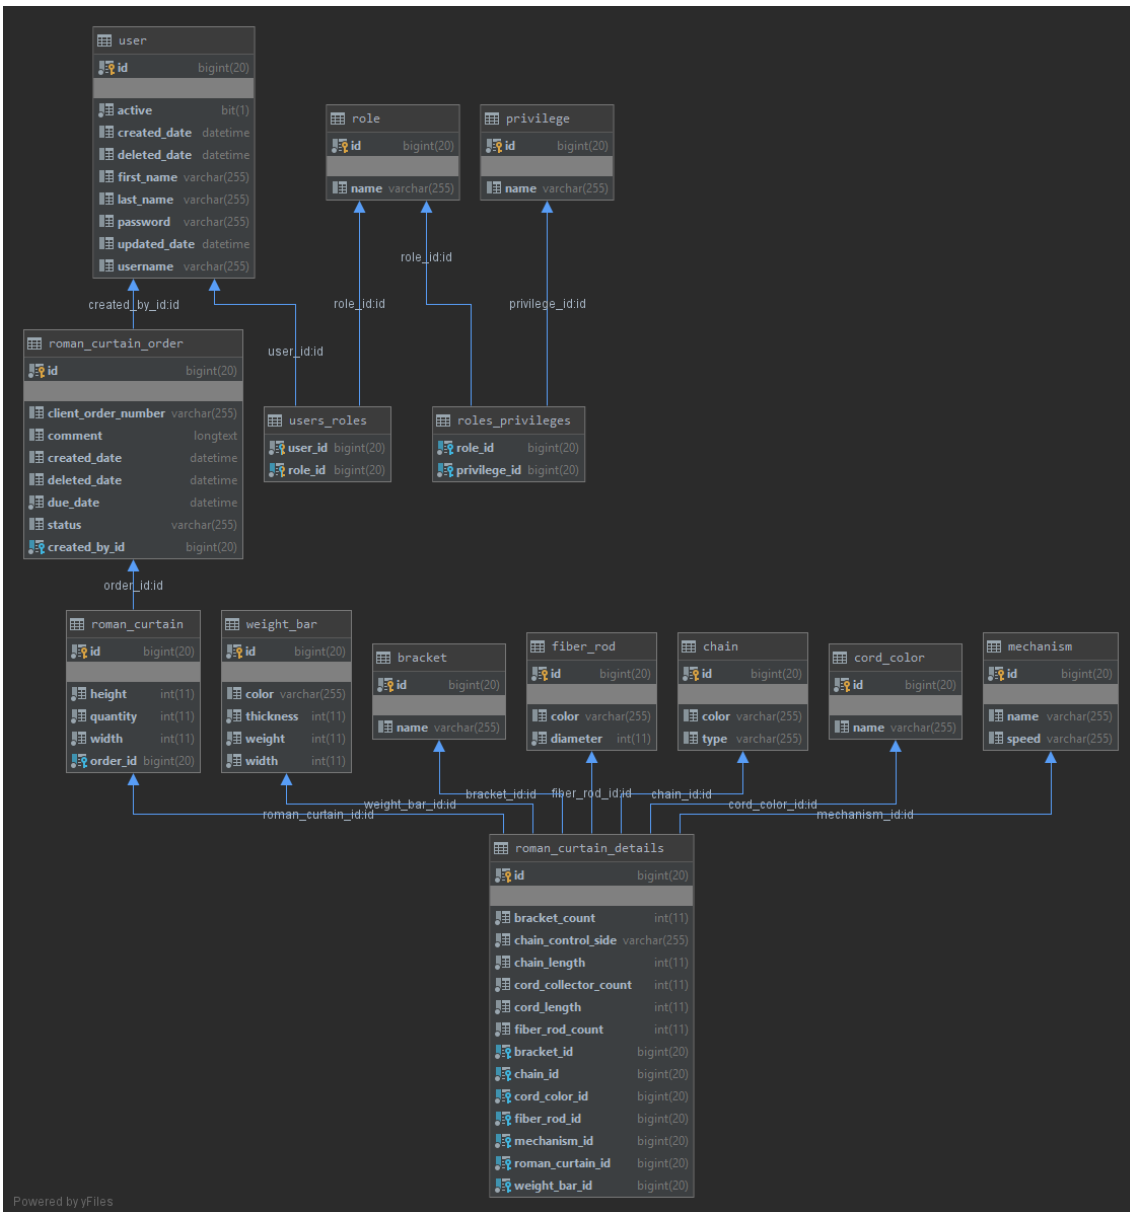 user
id bigint(20)
active bit(1)
created_date datetime
deleted_date datetime
first_name varchar(255)
last_name varchar(255)
password varchar(255)
updated_date datetime
username varchar(255)
role
id bigint(20)
name varchar(255)
privilege
id bigint(20)
name varchar(255)
created_by_id:id
user_id:id
role_id:id
role_id:id
privilege_id:id
roman_curtain_order
id bigint(20)
client_order_number varchar(255)
comment longtext
created_date datetime
deleted_date datetime
due_date datetime
status varchar(255)
created_by_id bigint(20)
users_roles
user_id bigint(20)
role_id bigint(20)
roles_privileges
role_id bigint(20)
privilege_id bigint(20)
order_id:id
roman_curtain
id bigint(20)
height int(11)
quantity int(11)
width int(11)
order_id bigint(20)
weight_bar
id bigint(20)
color varchar(255)
thickness int(11)
weight int(11)
width int(11)
bracket
id bigint(20)
name varchar(255)
fiber_rod
id bigint(20)
color varchar(255)
diameter int(11)
chain
id bigint(20)
color varchar(255)
type varchar(255)
cord_color
id bigint(20)
name varchar(255)
mechanism
id bigint(20)
name varchar(255)
speed varchar(255)
roman_curtain_id:id
weight_bar_id:id
bracket_id:id
fiber_rod_id:id
chain_id:id
cord_color_id:id
mechanism_id:id
roman_curtain_details
id bigint(20)
bracket_count int(11)
chain_control_side varchar(255)
chain_length int(11)
cord_collector_count int(11)
cord_length int(11)
fiber_rod_count int(11)
bracket_id bigint(20)
chain_id bigint(20)
cord_color_id bigint(20)
fiber_rod_id bigint(20)
mechanism_id bigint(20)
roman_curtain_id bigint(20)
weight_bar_id bigint(20)
Powered by yFiles